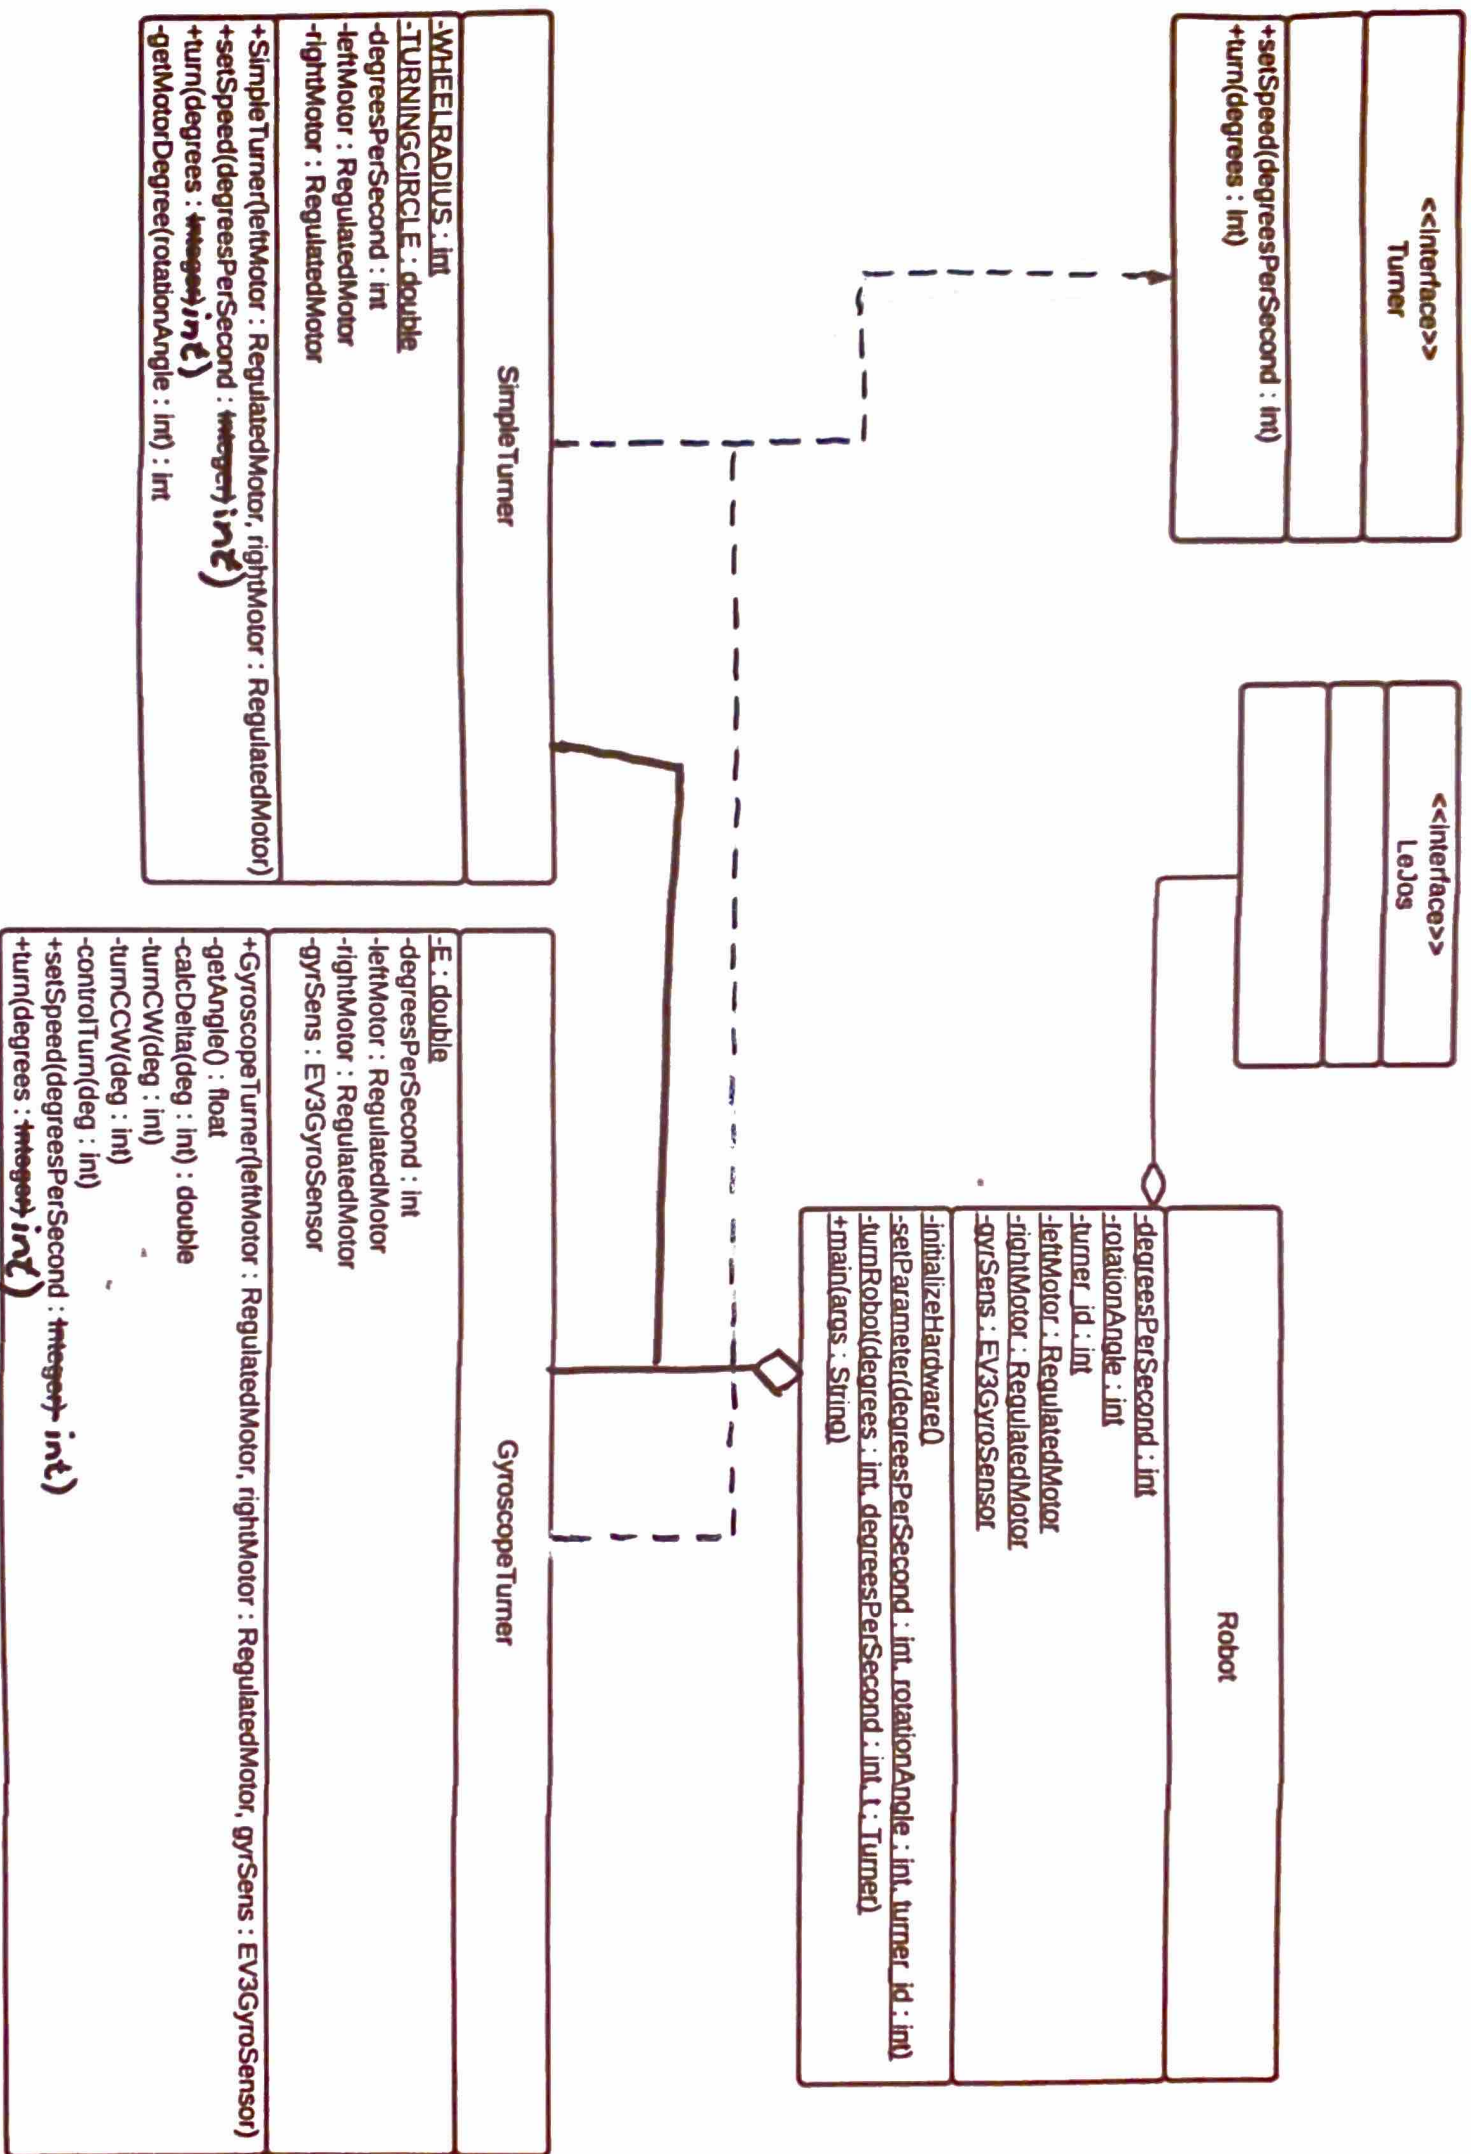 <<interface>>
Turner
+setSpeed(degreesPerSecond : int)
+turn(degrees : int)
<<interface>>
LeJos
Robot
-degreesPerSecond : int
-rotationAngle : int
-turner_id : int
-leftMotor : RegulatedMotor
-rightMotor : RegulatedMotor
-gyrSens : EV3GyroSensor
-initializeHardware()
-setParameter(degreesPerSecond : int, rotationAngle : int, turner_id : int)
-turnRobot(degrees : int, degreesPerSecond : int, t : Turner)
+main(args : String)
SimpleTurner
-WHEELRADIUS : int
-TURNINGCIRCLE : double
-degreesPerSecond : int
-leftMotor : RegulatedMotor
-rightMotor : RegulatedMotor
+SimpleTurner(leftMotor : RegulatedMotor, rightMotor : RegulatedMotor)
+setSpeed(degreesPerSecond : Integer) int)
+turn(degrees : Integer) int)
-getMotorDegree(rotationAngle : int) : int
GyroscopeTurner
-E : double
-degreesPerSecond : int
-leftMotor : RegulatedMotor
-rightMotor : RegulatedMotor
-gyrSens : EV3GyroSensor
+GyroscopeTurner(leftMotor : RegulatedMotor, rightMotor : RegulatedMotor, gyrSens : EV3GyroSensor)
-getAngle() : float
-calcDelta(deg : int) : double
-turnCW(deg : int)
-turnCCW(deg : int)
-controlTurn(deg : int)
+setSpeed(degreesPerSecond : Integer) int)
+turn(degrees : Integer) int)